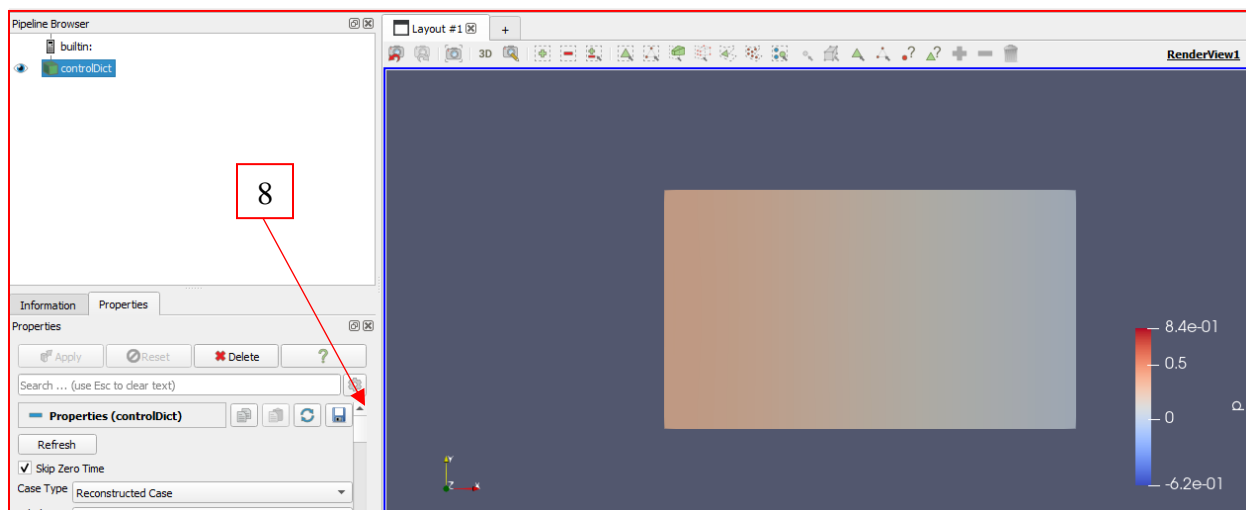 Pipeline Browser
builtin:
controlDict
8
Information Properties
Properties
Apply Reset Delete ?
Search ... (use Esc to clear text)
Properties (controlDict)
Refresh
Skip Zero Time
Case Type Reconstructed Case
Layout #1 +
3D
RenderView1
8.4e-01
0.5
0
-6.2e-01
p
Y
Z X